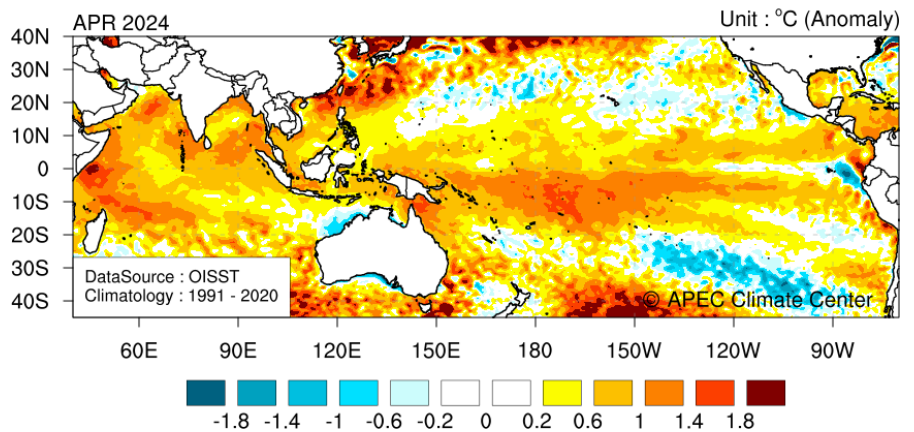 APR 2024
Unit : °C (Anomaly)
40N
30N
20N
10N
0
10S
20S
30S
40S
DataSource : OISST
Climatology : 1991 - 2020
© APEC Climate Center
60E 90E 120E 150E 180 150W 120W 90W
-1.8 -1.4 -1 -0.6 -0.2 0 0.2 0.6 1 1.4 1.8